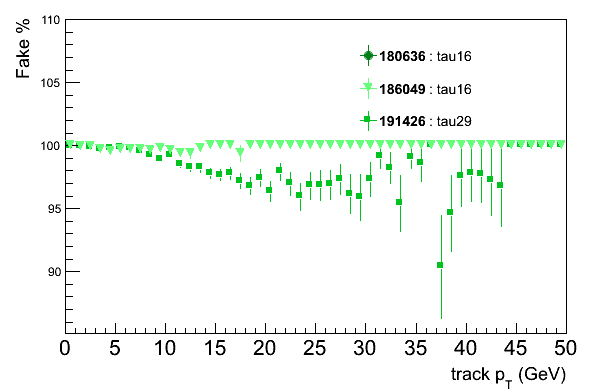 110
Fake %
180636 : tau16
105
186049 : tau16
191426 : tau29
100
95
90
0 5 10 15 20 25 30 35 40 45 50
track pT (GeV)